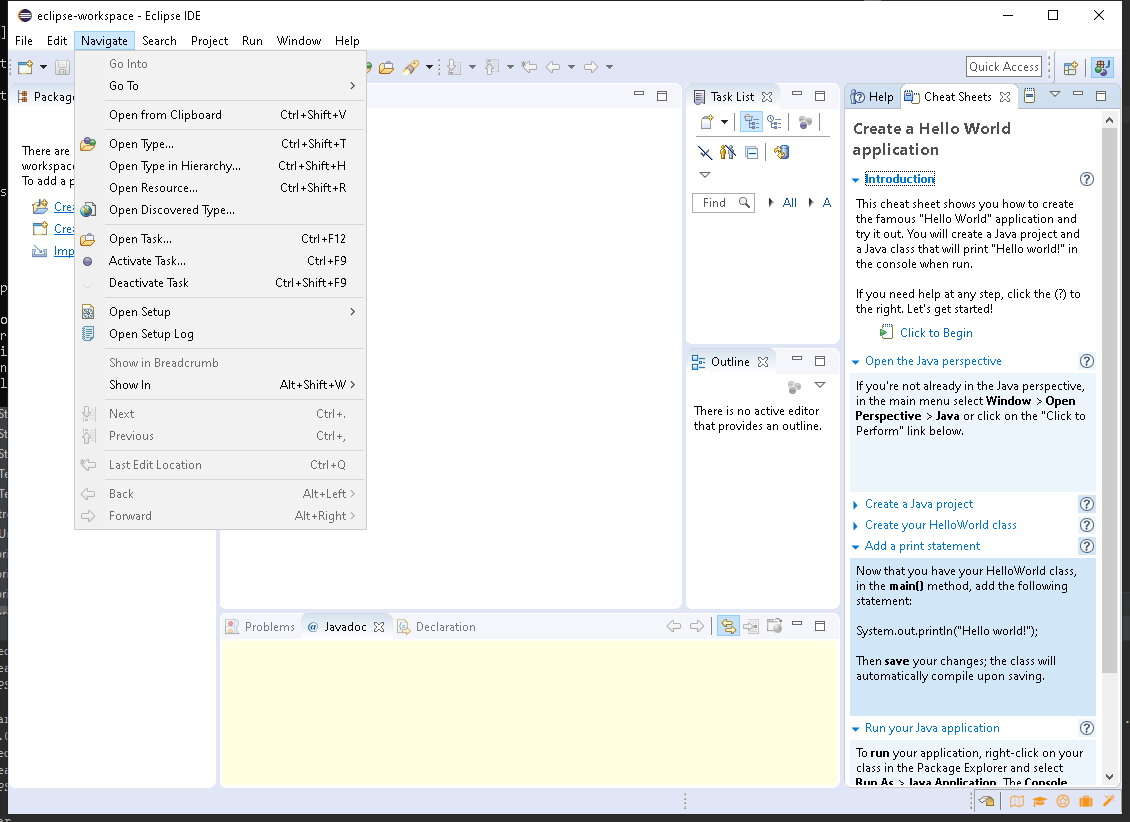 eclipse-workspace - Eclipse IDE
File Edit Navigate Search Project Run Window Help
Quick Access
Go Into
Go To
Open from Clipboard Ctrl+Shift+V
Open Type... Ctrl+Shift+T
Open Type in Hierarchy... Ctrl+Shift+H
Open Resource... Ctrl+Shift+R
Open Discovered Type...
Open Task... Ctrl+F12
Activate Task... Ctrl+F9
Deactivate Task Ctrl+Shift+F9
Open Setup
Open Setup Log
Show in Breadcrumb
Show In Alt+Shift+W
Next Ctrl+.
Previous Ctrl+,
Last Edit Location Ctrl+Q
Back Alt+Left
Forward Alt+Right
Packag
There are
workspac
To add a p
Cre
Cre
Imp
Task List
Find All A
Outline
There is no active editor
that provides an outline.
Problems @ Javadoc Declaration
Help Cheat Sheets
Create a Hello World
application
Introduction
This cheat sheet shows you how to create
the famous "Hello World" application and
try it out. You will create a Java project and
a Java class that will print "Hello world!" in
the console when run.
If you need help at any step, click the (?) to
the right. Let's get started!
Click to Begin
Open the Java perspective
If you're not already in the Java perspective,
in the main menu select Window > Open
Perspective > Java or click on the "Click to
Perform" link below.
Create a Java project
Create your HelloWorld class
Add a print statement
Now that you have your HelloWorld class,
in the main() method, add the following
statement:
System.out.println("Hello world!");
Then save your changes; the class will
automatically compile upon saving.
Run your Java application
To run your application, right-click on your
class in the Package Explorer and select
Run As > Java Application. The Console